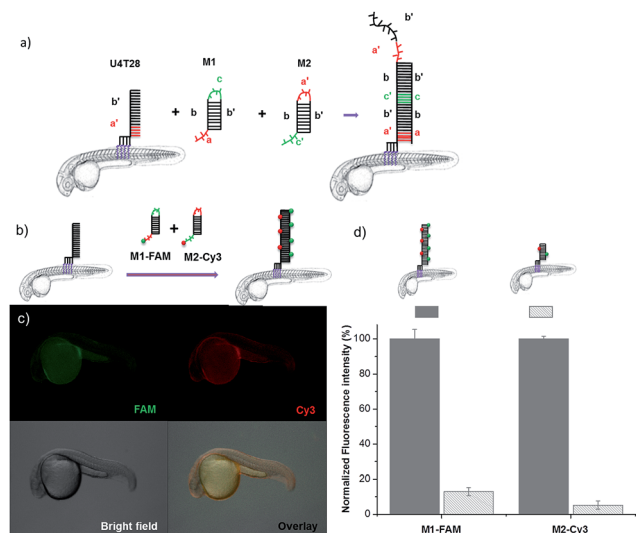 a)
U4T28
M1
M2
b'
a'
c
b
b'
a
+
+
a'
b
b'
c'
b'
a'
b
b'
c'
c
b'
b
a'
a
b)
+
M1-FAM
M2-Cy3
c)
FAM
Cy3
Bright field
Overlay
d)
Normalized Fluorescence intensity (%)
100
80
60
40
20
0
M1-FAM
M2-Cy3